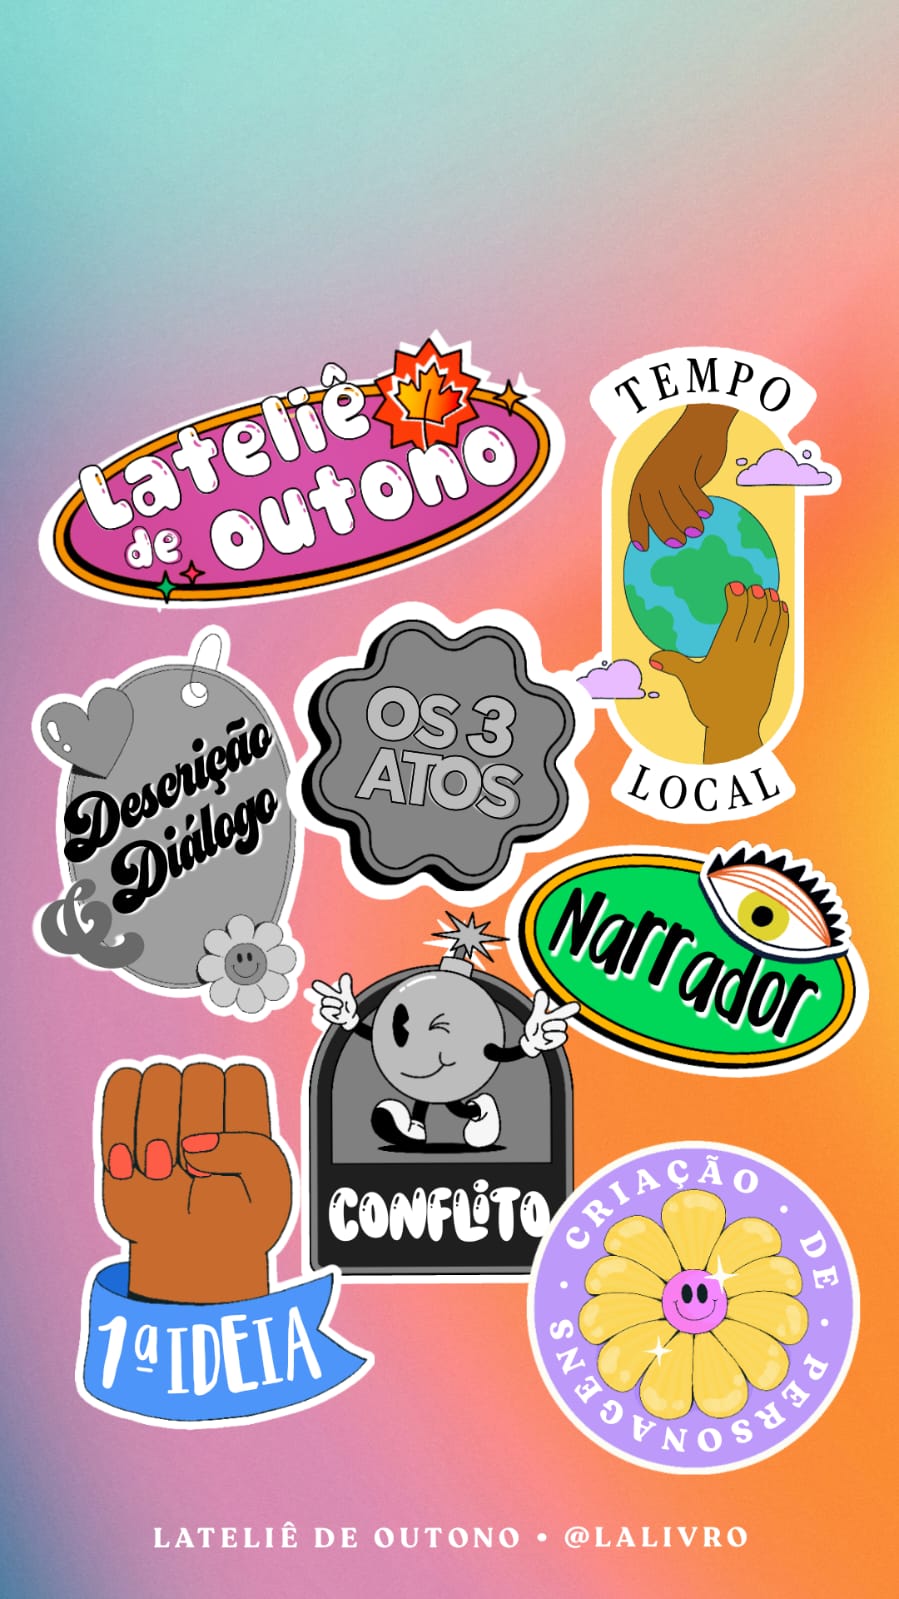 Lateliê
de outono
TEMPO
LOCAL
OS 3
ATOS
Descrição
& Diálogo
Narrador
CONFLITO
1ª IDEIA
CRIAÇÃO · DE · PERSONAGENS ·
LATELIÊ DE OUTONO • @LALIVRO